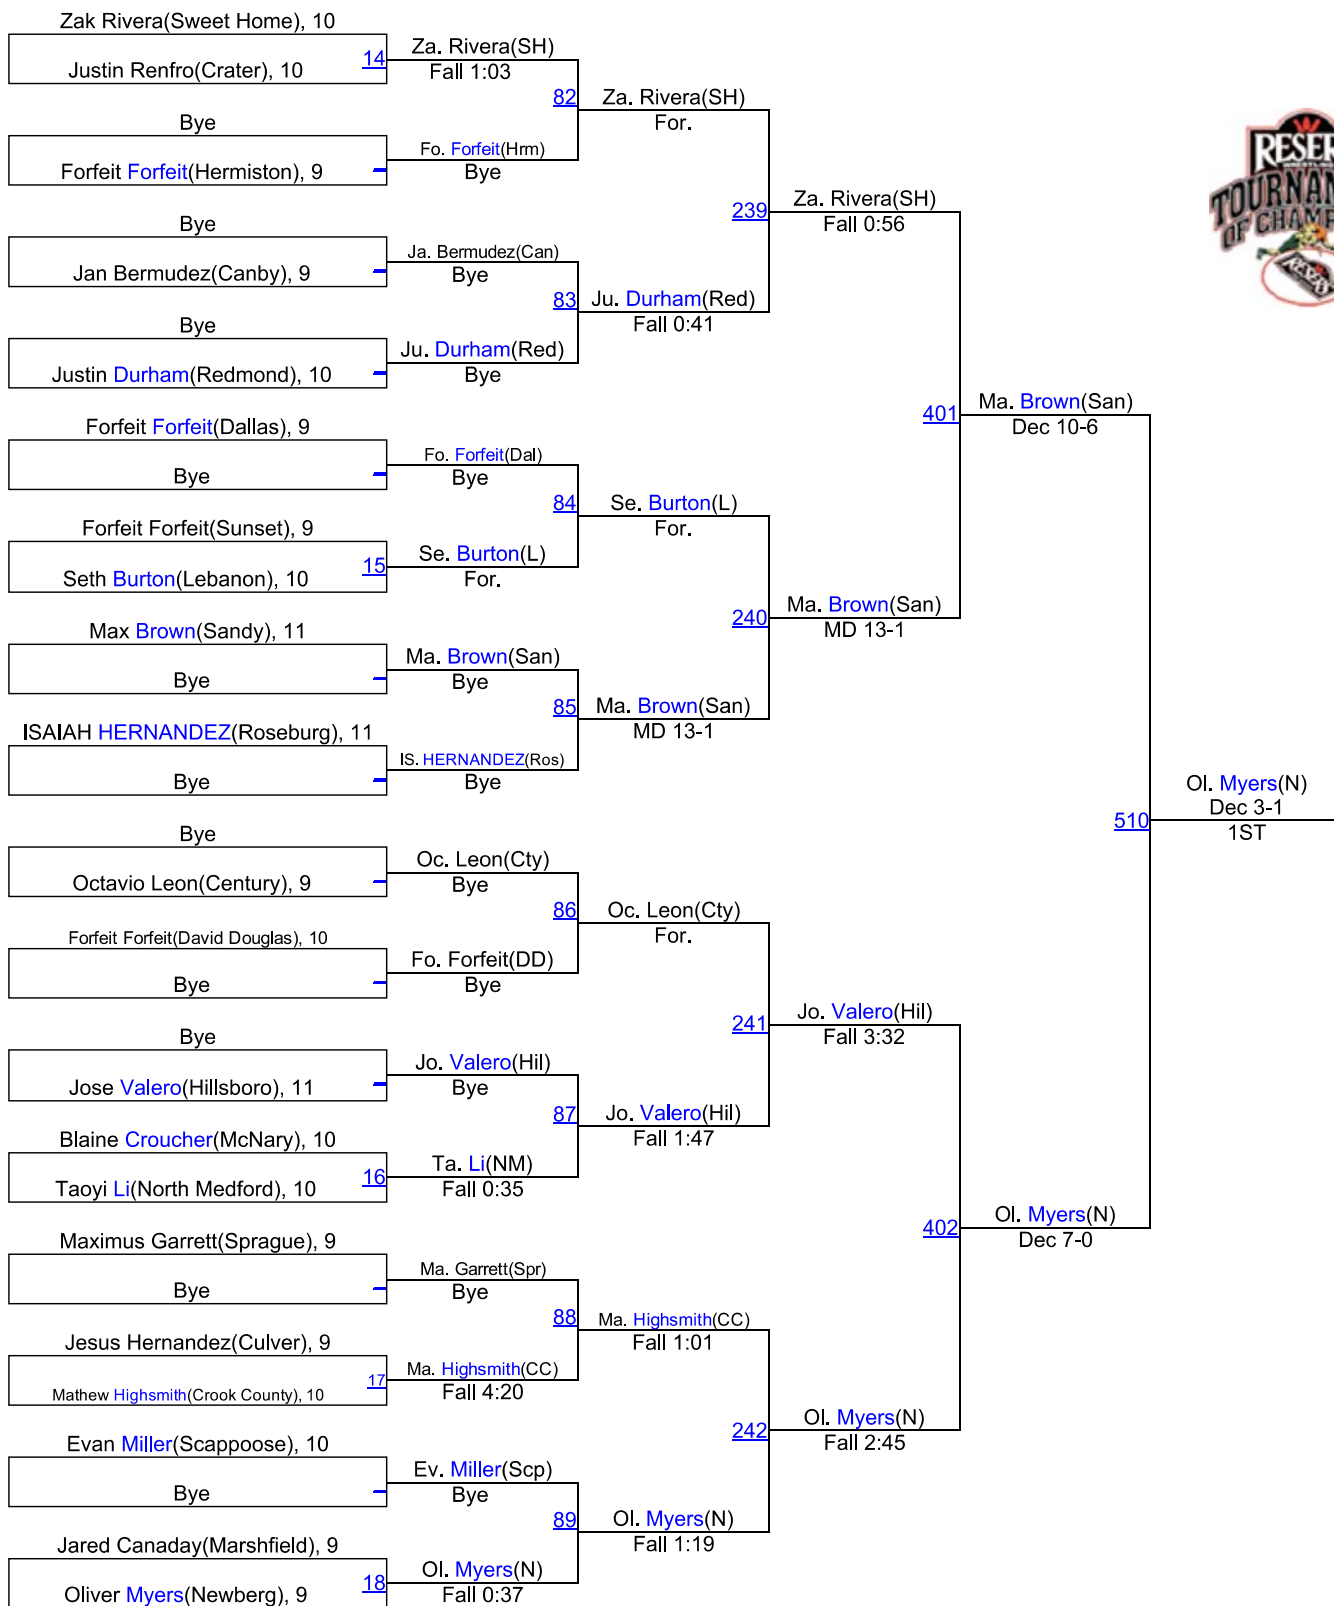 Zak Rivera(Sweet Home), 10
14
Justin Renfro(Crater), 10
Za. Rivera(SH)
Fall 1:03
Bye
Forfeit Forfeit(Hermiston), 9
Fo. Forfeit(Hrm)
Bye
82
Za. Rivera(SH)
For.
Bye
Jan Bermudez(Canby), 9
Ja. Bermudez(Can)
Bye
Bye
Justin Durham(Redmond), 10
Ju. Durham(Red)
Bye
83
Ju. Durham(Red)
Fall 0:41
239
Za. Rivera(SH)
Fall 0:56
Forfeit Forfeit(Dallas), 9
Bye
Fo. Forfeit(Dal)
Bye
Forfeit Forfeit(Sunset), 9
15
Seth Burton(Lebanon), 10
Se. Burton(L)
For.
84
Se. Burton(L)
For.
Max Brown(Sandy), 11
Bye
Ma. Brown(San)
Bye
ISAIAH HERNANDEZ(Roseburg), 11
Bye
IS. HERNANDEZ(Ros)
Bye
85
Ma. Brown(San)
MD 13-1
240
Ma. Brown(San)
MD 13-1
401
Ma. Brown(San)
Dec 10-6
Bye
Octavio Leon(Century), 9
Oc. Leon(Cty)
Bye
Forfeit Forfeit(David Douglas), 10
Bye
Fo. Forfeit(DD)
Bye
86
Oc. Leon(Cty)
For.
Bye
Jose Valero(Hillsboro), 11
Jo. Valero(Hil)
Bye
Blaine Croucher(McNary), 10
16
Taoyi Li(North Medford), 10
Ta. Li(NM)
Fall 0:35
87
Jo. Valero(Hil)
Fall 1:47
241
Jo. Valero(Hil)
Fall 3:32
Maximus Garrett(Sprague), 9
Bye
Ma. Garrett(Spr)
Bye
Jesus Hernandez(Culver), 9
17
Mathew Highsmith(Crook County), 10
Ma. Highsmith(CC)
Fall 4:20
88
Ma. Highsmith(CC)
Fall 1:01
Evan Miller(Scappoose), 10
Bye
Ev. Miller(Scp)
Bye
Jared Canaday(Marshfield), 9
18
Oliver Myers(Newberg), 9
Ol. Myers(N)
Fall 0:37
89
Ol. Myers(N)
Fall 1:19
242
Ol. Myers(N)
Fall 2:45
402
Ol. Myers(N)
Dec 7-0
510
Ol. Myers(N)
Dec 3-1
1ST